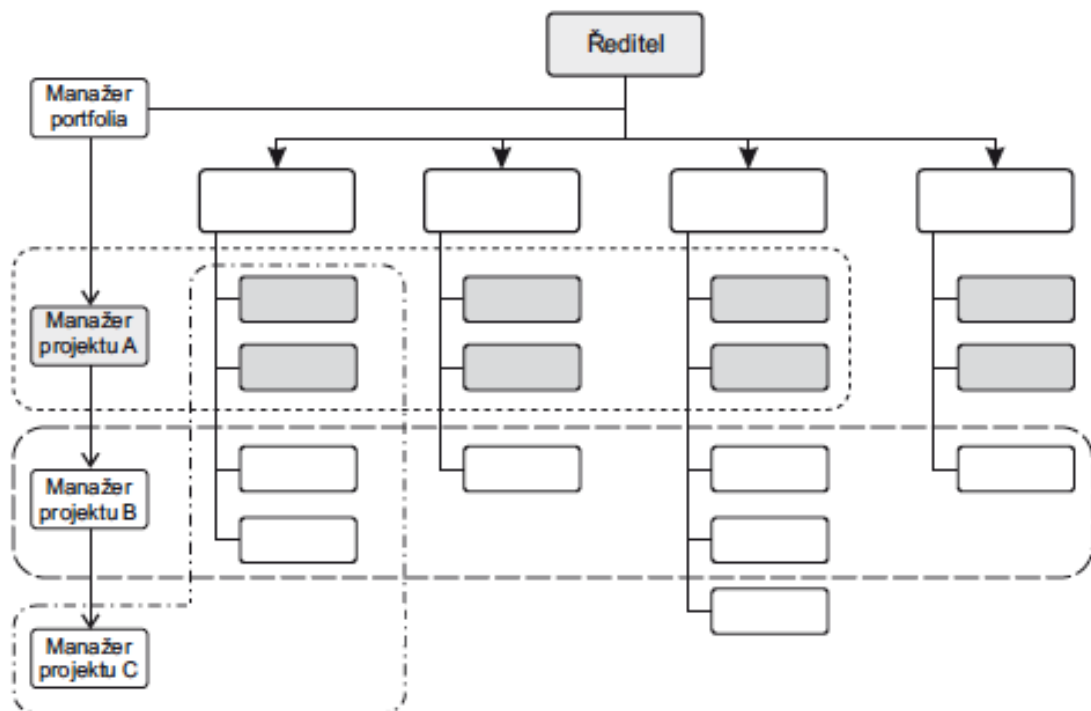 Ředitel
Manažer
portfolia
Manažer
projektu A
Manažer
projektu B
Manažer
projektu C